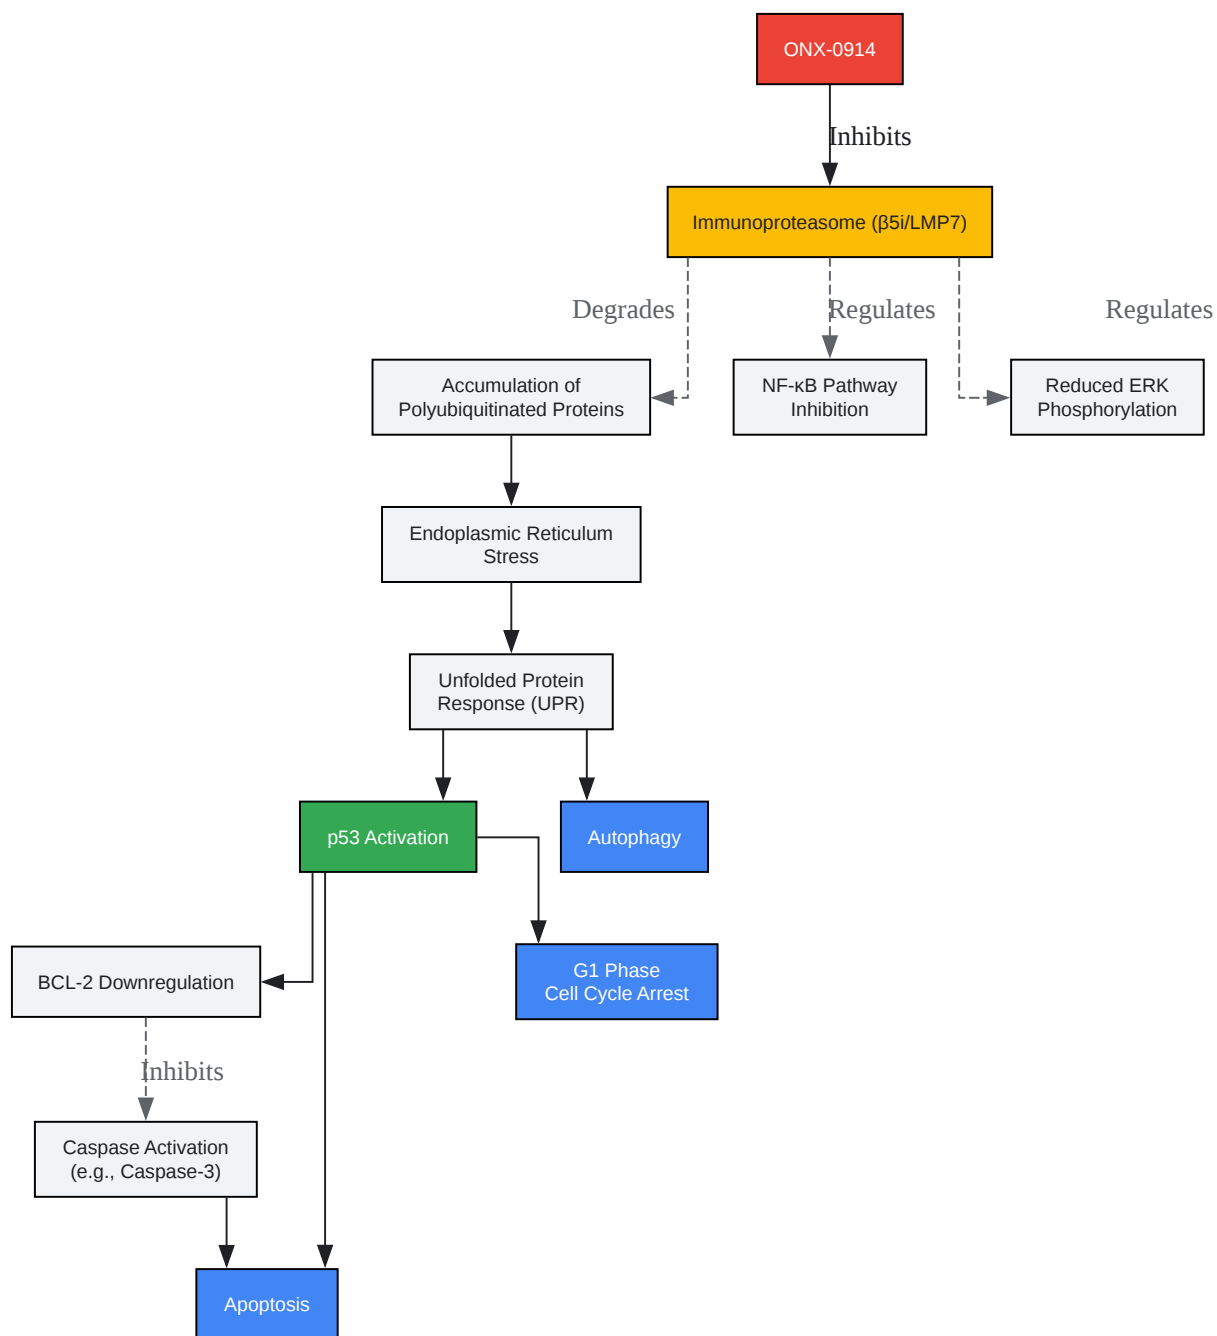 ONX-0914
Inhibits
Immunoproteasome (β5i/LMP7)
Degrades
Regulates
Regulates
Accumulation of
Polyubiquitinated Proteins
NF-κB Pathway
Inhibition
Reduced ERK
Phosphorylation
Endoplasmic Reticulum
Stress
Unfolded Protein
Response (UPR)
p53 Activation
Autophagy
BCL-2 Downregulation
G1 Phase
Cell Cycle Arrest
Inhibits
Caspase Activation
(e.g., Caspase-3)
Apoptosis